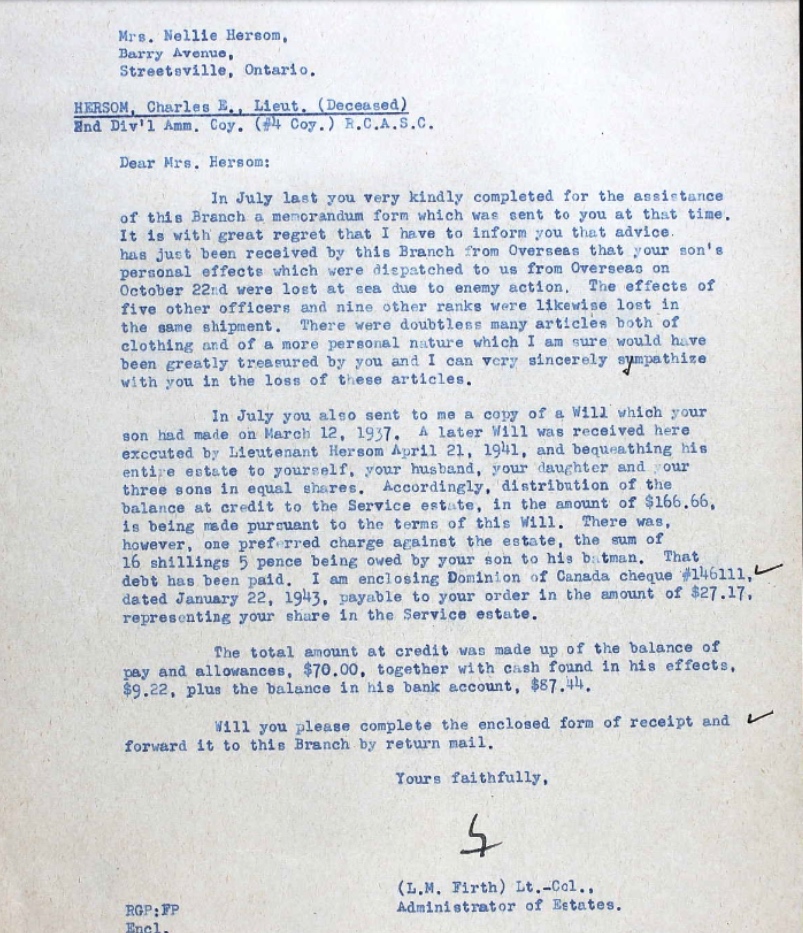 Mrs. Nellie Hersom,
Barry Avenue,
Streetsville, Ontario.
HERSOM, Charles E., Lieut. (Deceased)
2nd Div'l Amm. Coy. (#4 Coy.) R.C.A.S.C.
Dear Mrs. Hersom:
In July last you very kindly completed for the assistance
of this Branch a memorandum form which was sent to you at that time.
It is with great regret that I have to inform you that advice
has just been received by this Branch from Overseas that your son's
personal effects which were dispatched to us from Overseas on
October 22nd were lost at sea due to enemy action. The effects of
five other officers and nine other ranks were likewise lost in
the same shipment. There were doubtless many articles both of
clothing and of a more personal nature which I am sure would have
been greatly treasured by you and I can very sincerely sympathize
with you in the loss of these articles.
In July you also sent to me a copy of a Will which your
son had made on March 12, 1937. A later Will was received here
executed by Lieutenant Hersom April 21, 1941, and bequeathing his
entire estate to yourself, your husband, your daughter and your
three sons in equal shares. Accordingly, distribution of the
balance at credit to the Service estate, in the amount of $166.66,
is being made pursuant to the terms of this Will. There was,
however, one preferred charge against the estate, the sum of
16 shillings 5 pence being owed by your son to his batman. That
debt has been paid. I am enclosing Dominion of Canada cheque #146111,
dated January 22, 1943, payable to your order in the amount of $27.17,
representing your share in the Service estate.
The total amount at credit was made up of the balance of
pay and allowances, $70.00, together with cash found in his effects,
$9.22, plus the balance in his bank account, $87.44.
Will you please complete the enclosed form of receipt and
forward it to this Branch by return mail.
Yours faithfully,
(L.M. Firth) Lt.-Col.,
Administrator of Estates.
RGP:FP
Encl.